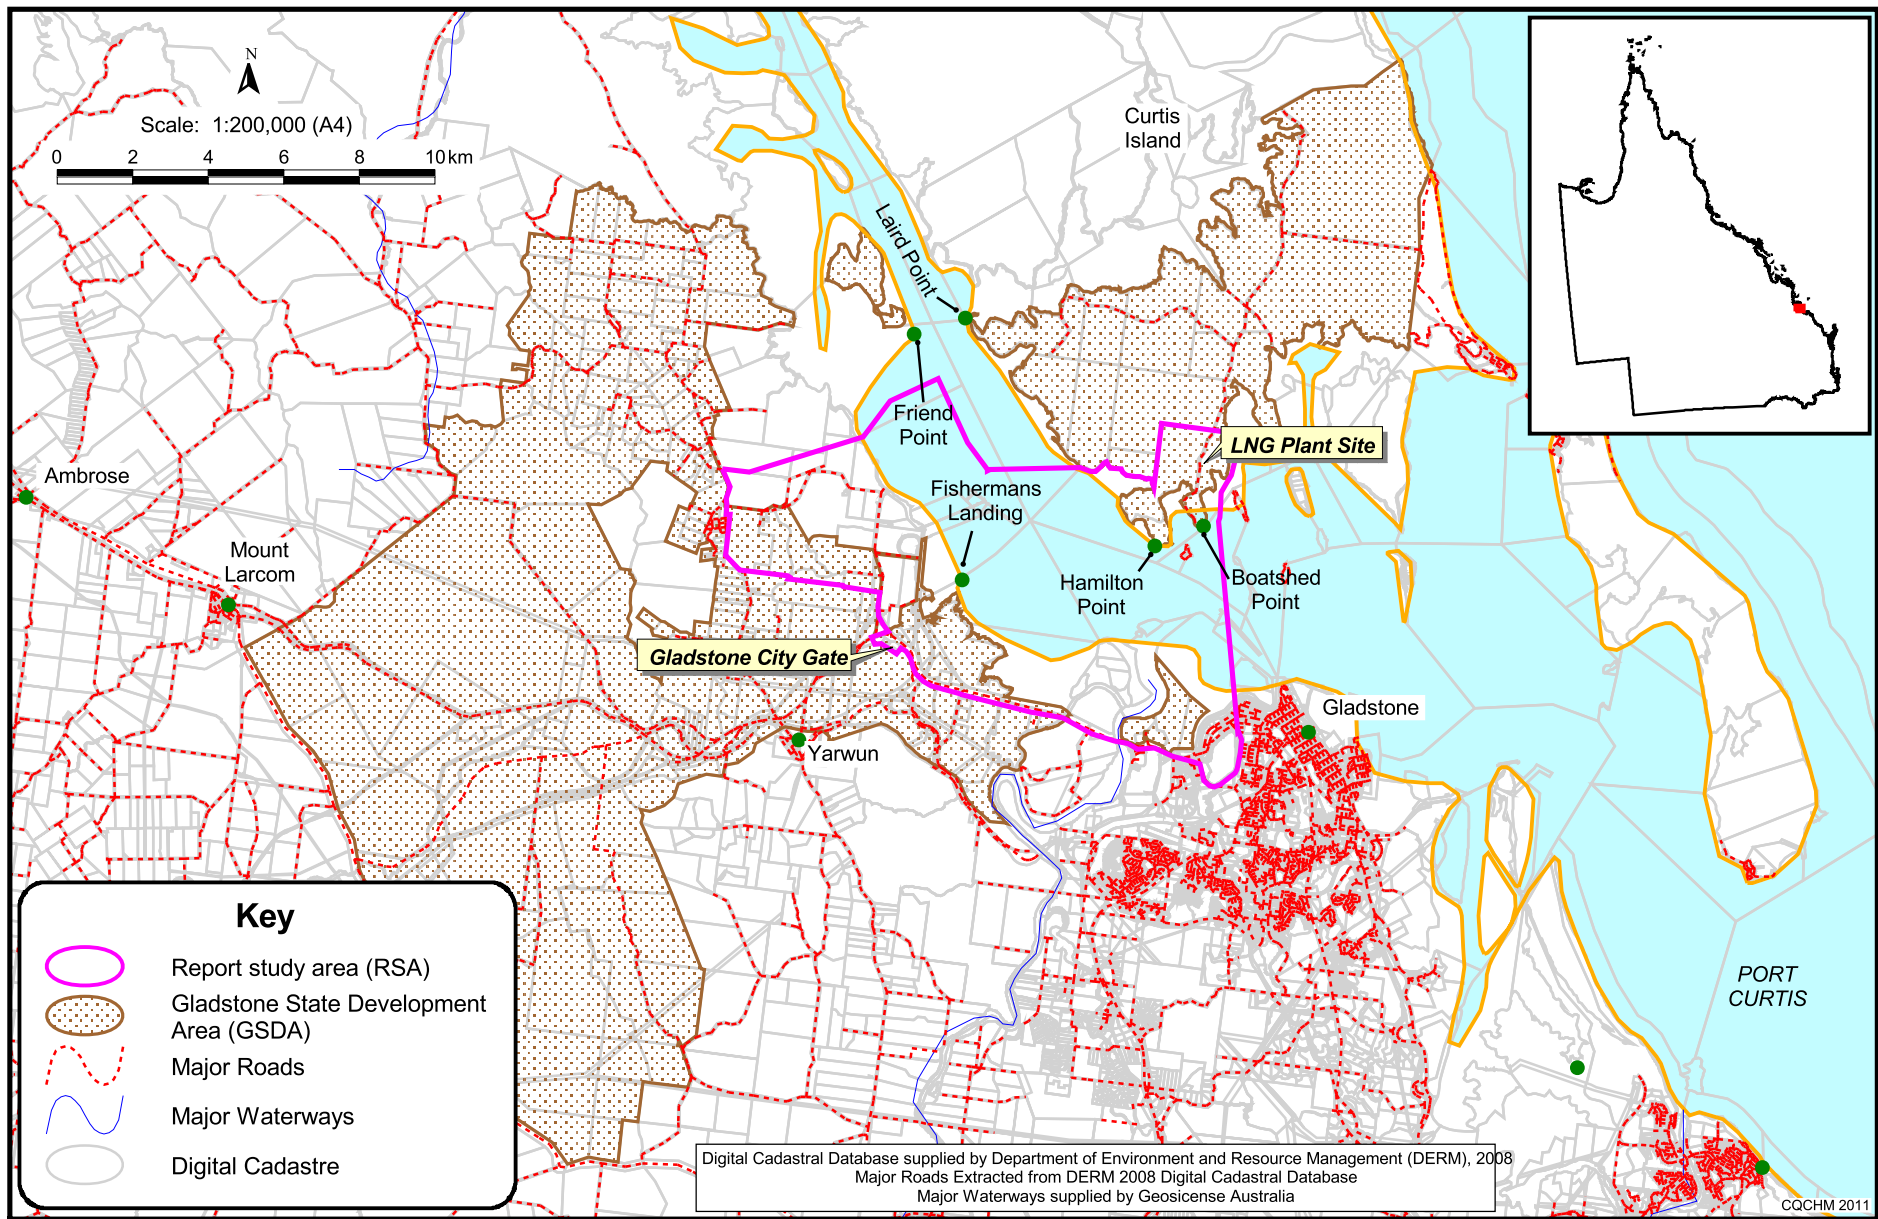 N
Scale: 1:200,000 (A4)
0 2 4 6 8 10 km
Curtis
Island
Laird Point
Friend
Point
LNG Plant Site
Ambrose
Fishermans
Landing
Mount
Larcom
Hamilton
Point
Boatshed
Point
Gladstone City Gate
Gladstone
Yarwun
PORT
CURTIS
Key
Report study area (RSA)
Gladstone State Development
Area (GSDA)
Major Roads
Major Waterways
Digital Cadastre
Digital Cadastral Database supplied by Department of Environment and Resource Management (DERM), 2008
Major Roads Extracted from DERM 2008 Digital Cadastral Database
Major Waterways supplied by Geosicense Australia
CQCHM 2011